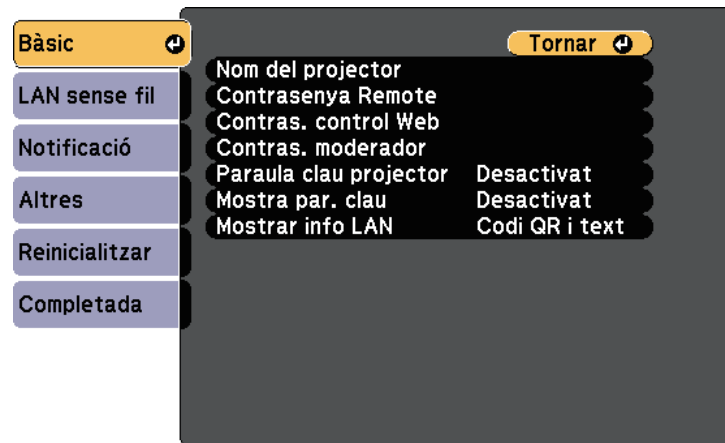 Bàsic
LAN sense fil
Notificació
Altres
Reinicialitzar
Completada
Tornar
Nom del projector
Contrasenya Remote
Contras. control Web
Contras. moderador
Paraula clau projector Desactivat
Mostra par. clau Desactivat
Mostrar info LAN Codi QR i text